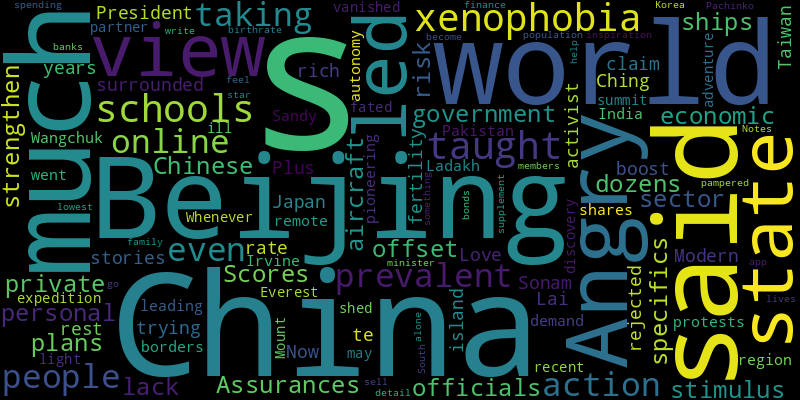 spending
President
taking
vanished
Korea
Pachinko
finance
partner
birthrate
banks
write
become
population
inspiration
xenophobia
ships
Taiwan
much
view
S
led
world
years
rich
autonomy
risk
help
claim
adventure
surrounded
feel
star
Ching
strengthen
schools
Sandy
fated
government
activist
summit
India
economic
Notes
ill
online
Wangchuk
pioneering
Pakistan
taught
Angry
said
state
Chinese
Plus
aircraft
fertility
Ladakh
boost
went
members
dozens
pampered
lowest
Beijing
Japan
something
bonds
supplement
sector
Whenever
remote
shares
family
stories
even
rate
offset
Love
discovery
specifics
Modern
app
Irvine
minister
private
go
China
Scores
prevalent
Sonam
rejected
lives
expedition
Everest
Lai
personal
leading
Mount
shed
island
demand
protests
rest
trying
Now
te
alone
plans
borders
may
South
recent
region
light
people
lack
Assurances
sell
detail
officials
action
stimulus